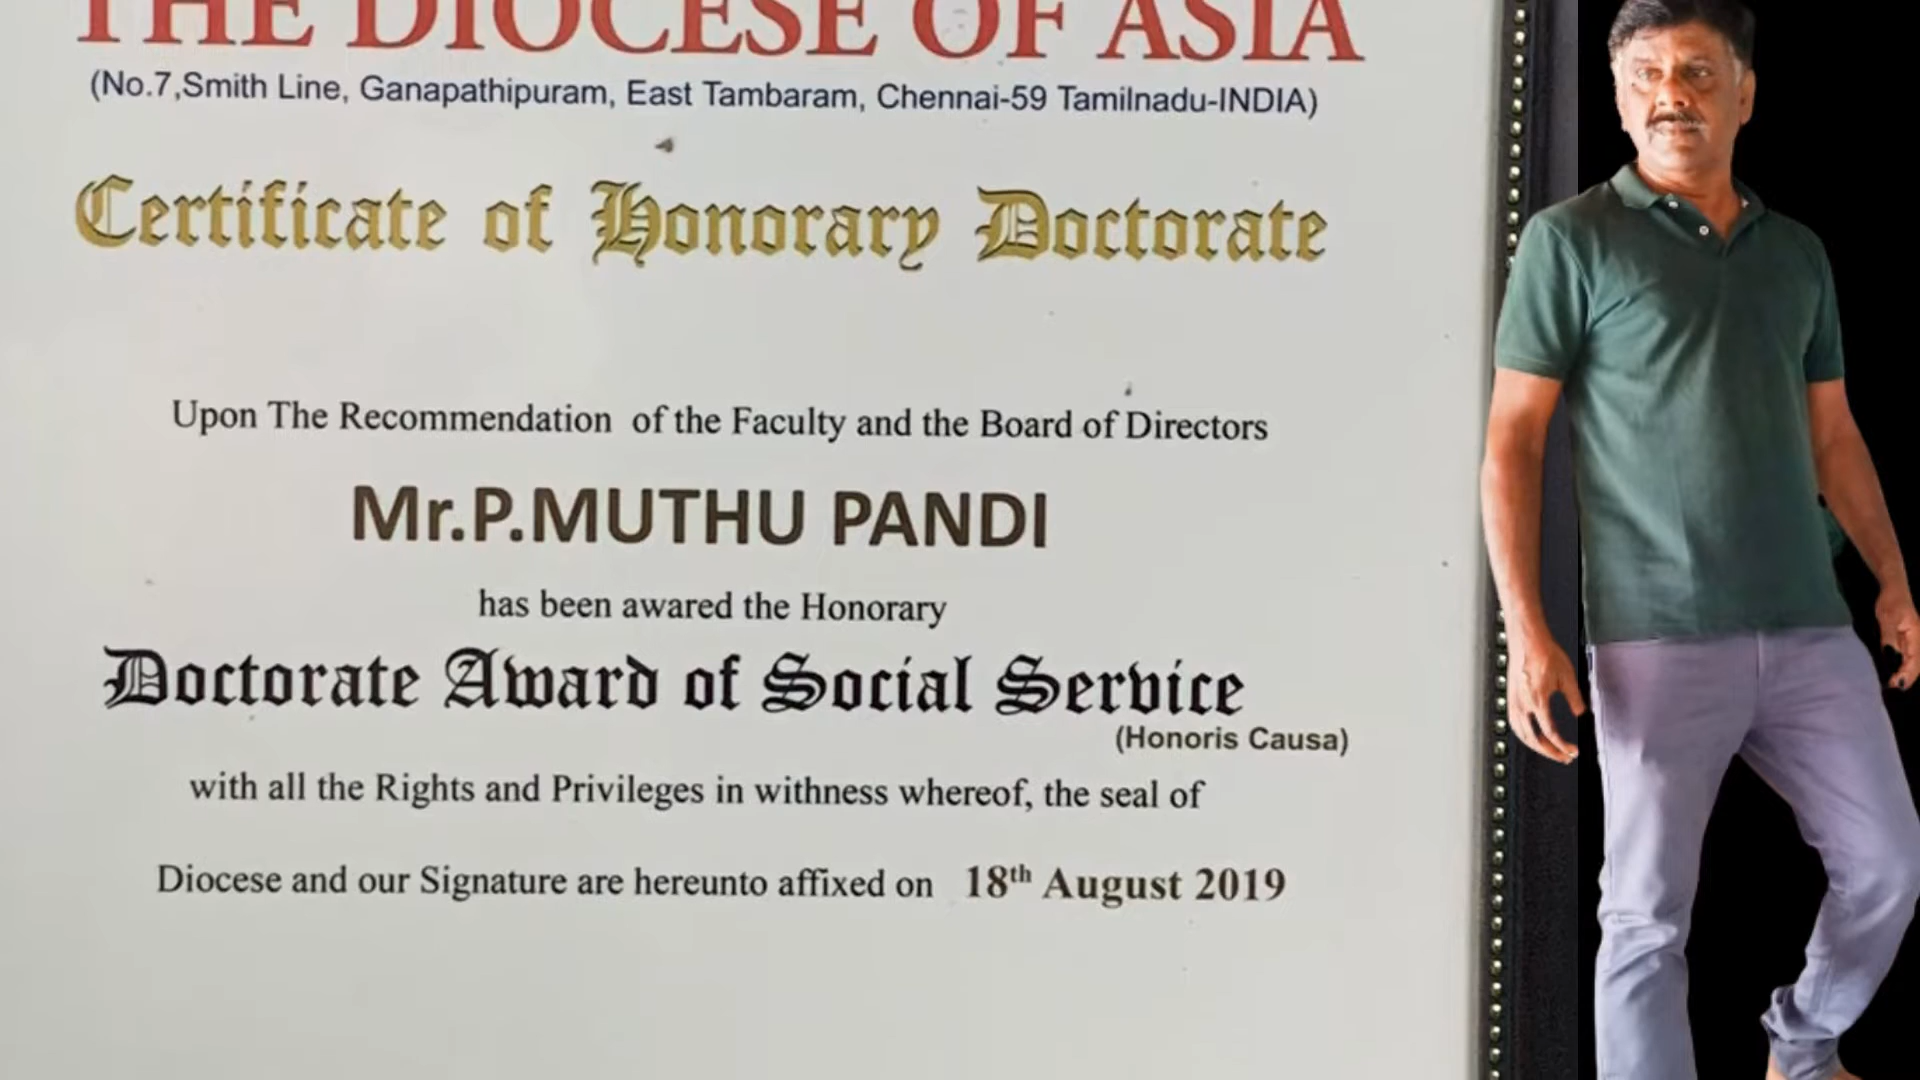 THE DIOCESE OF ASIA
(No.7,Smith Line, Ganapathipuram, East Tambaram, Chennai-59 Tamilnadu-INDIA)
Certificate of Honorary Doctorate
Upon The Recommendation of the Faculty and the Board of Directors
Mr.P.MUTHU PANDI
has been awared the Honorary
Doctorate Award of Social Service
(Honoris Causa)
with all the Rights and Privileges in withness whereof, the seal of
Diocese and our Signature are hereunto affixed on 18th August 2019